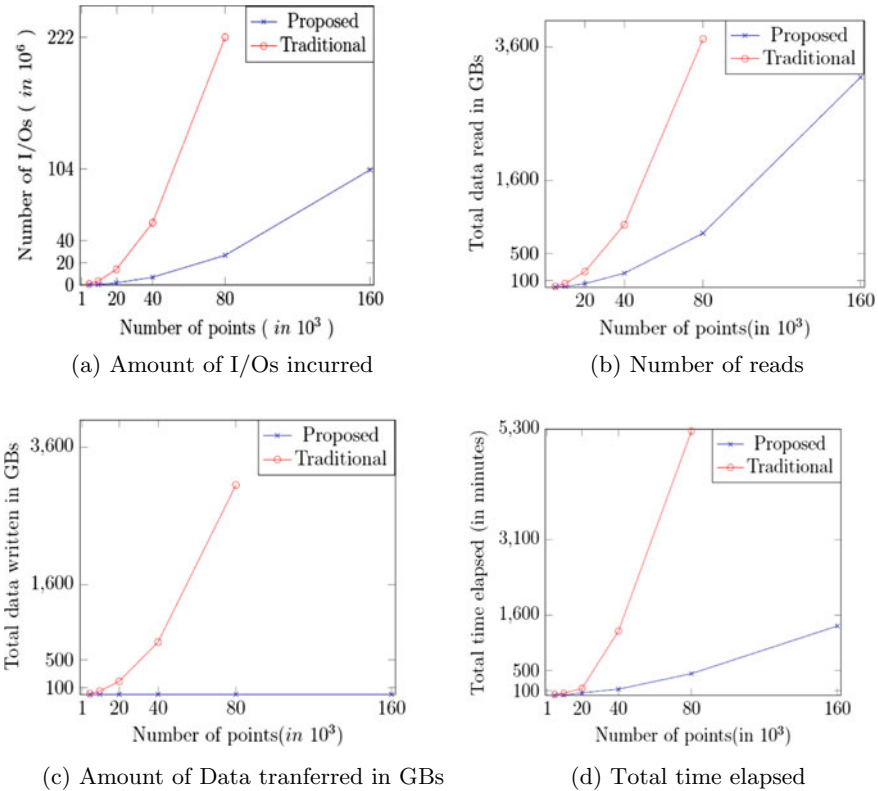 Proposed
Traditional
222
104
40
20
0
1 20 40 80 160
Number of I/Os ( in 10⁶ )
Number of points ( in 10³ )
(a) Amount of I/Os incurred
Proposed
Traditional
3,600
1,600
500
100
20 40 80 160
Total data read in GBs
Number of points(in 10³)
(b) Number of reads
Proposed
Traditional
3,600
1,600
500
100
1 20 40 80 160
Total data written in GBs
Number of points(in 10³)
(c) Amount of Data tranferred in GBs
Proposed
Traditional
5,300
3,100
1,600
500
100
1 20 40 80 160
Total time elapsed (in minutes)
Number of points(in 10³)
(d) Total time elapsed